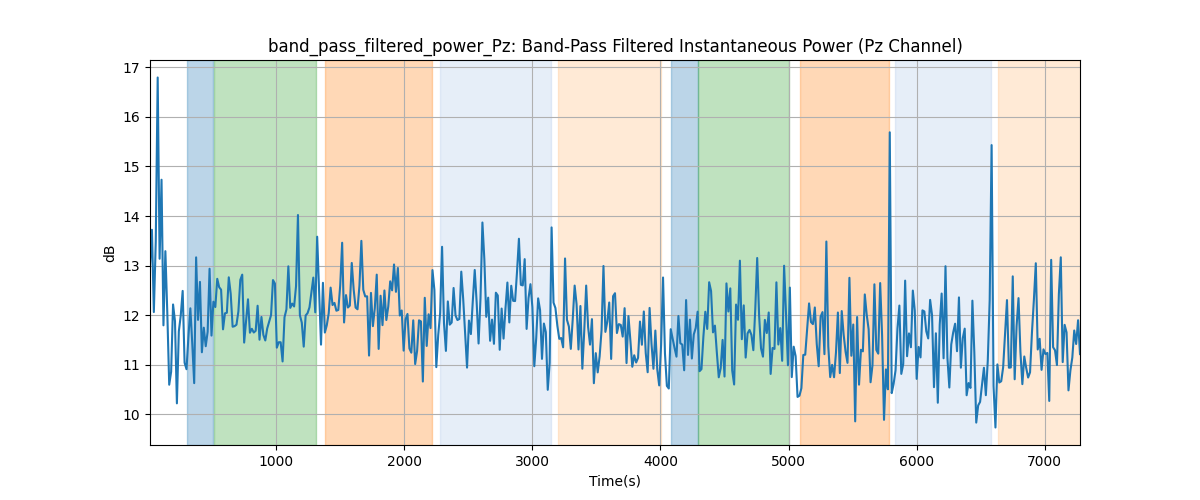 band_pass_filtered_power_Pz: Band-Pass Filtered Instantaneous Power (Pz Channel)
17
16
15
14
13
12
11
10
dB
1000 2000 3000 4000 5000 6000 7000
Time(s)